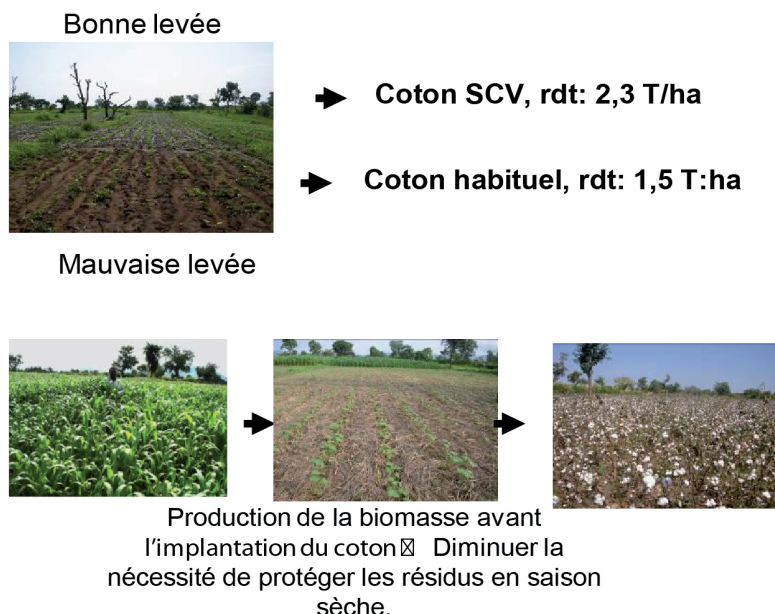 Bonne levée
Coton SCV, rdt: 2,3 T/ha
Coton habituel, rdt: 1,5 T:ha
Mauvaise levée
Production de la biomasse avant
l'implantation du coton Diminuer la
nécessité de protéger les résidus en saison
sèche.